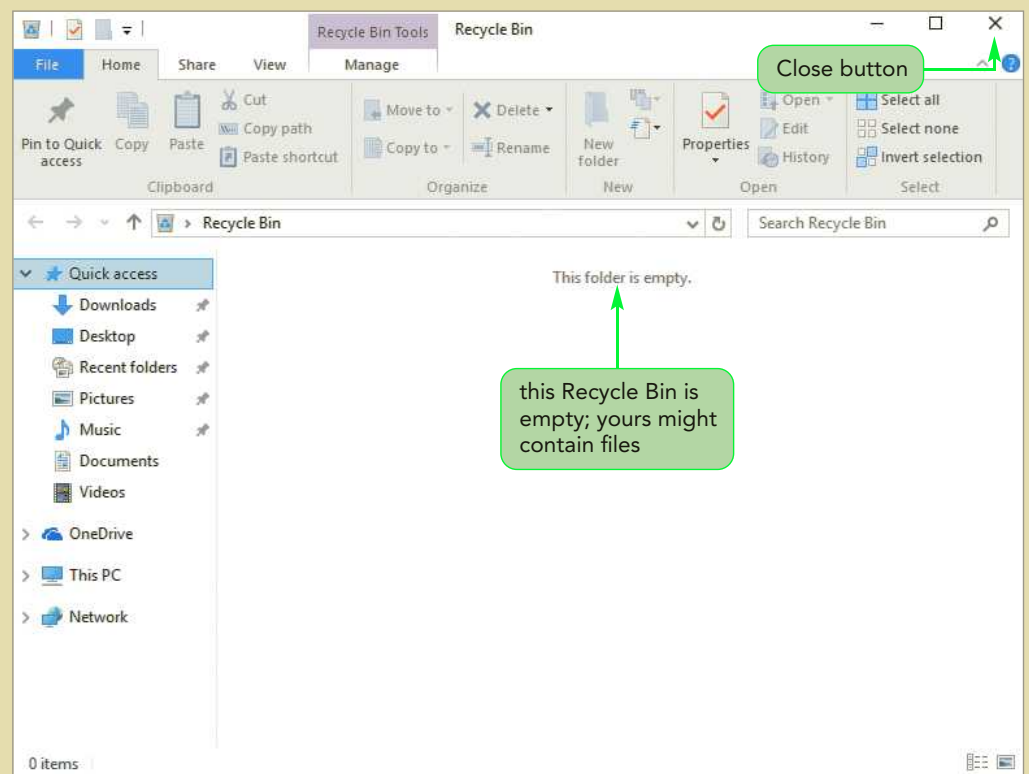 Recycle Bin Tools
Recycle Bin
File
Home
Share
View
Manage
Close button
Pin to Quick
access
Copy
Paste
Cut
Copy path
Paste shortcut
Clipboard
Move to
Copy to
Delete
Rename
Organize
New
folder
New
Properties
Open
Edit
History
Open
Select all
Select none
Invert selection
Select
Recycle Bin
Search Recycle Bin
Quick access
Downloads
Desktop
Recent folders
Pictures
Music
Documents
Videos
OneDrive
This PC
Network
This folder is empty.
this Recycle Bin is
empty; yours might
contain files
0 items